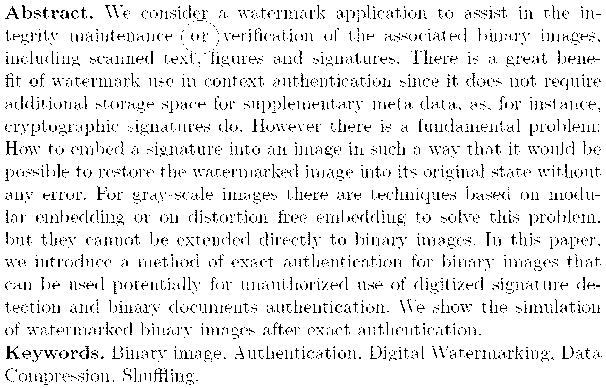 Abstract. We consider a watermark application to assist in the in-
tegrity maintenance (or) verification of the associated binary images,
including scanned text, figures and signatures. There is a great bene-
fit of watermark use in context authentication since it does not require
additional storage space for supplementary meta data, as, for instance,
cryptographic signatures do. However there is a fundamental problem:
How to embed a signature into an image in such a way that it would be
possible to restore the watermarked image into its original state without
any error. For gray-scale images there are techniques based on modu-
lar embedding or on distortion free embedding to solve this problem,
but they cannot be extended directly to binary images. In this paper,
we introduce a method of exact authentication for binary images that
can be used potentially for unauthorized use of digitized signature de-
tection and binary documents authentication. We show the simulation
of watermarked binary images after exact authentication.
Keywords. Binary image, Authentication, Digital Watermarking, Data
Compression, Shuffling.